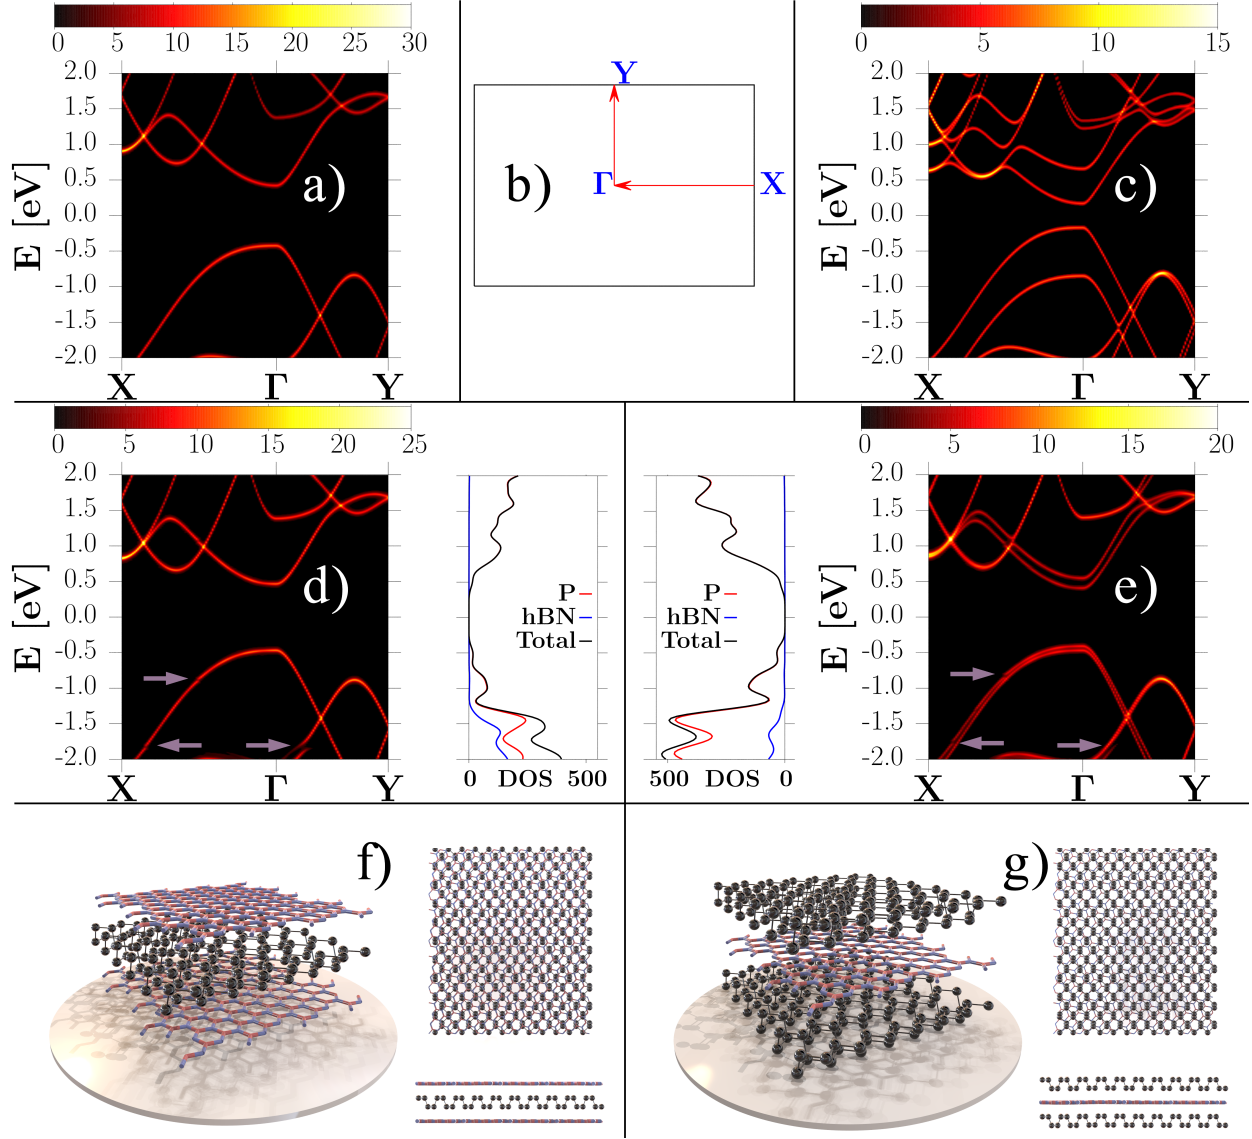 0 5 10 15 20 25 30
2.0
1.5
1.0
0.5
0.0
-0.5
-1.0
-1.5
-2.0
E [eV]
a)
X Γ Y
Y
Γ
X
b)
0 5 10 15
2.0
1.5
1.0
0.5
0.0
-0.5
-1.0
-1.5
-2.0
E [eV]
c)
X Γ Y
0 5 10 15 20 25
2.0
1.5
1.0
0.5
0.0
-0.5
-1.0
-1.5
-2.0
E [eV]
d)
X Γ Y
P
hBN
Total
0 DOS 500
P
hBN
Total
500 DOS 0
0 5 10 15 20
2.0
1.5
1.0
0.5
0.0
-0.5
-1.0
-1.5
-2.0
E [eV]
e)
X Γ Y
f)
g)